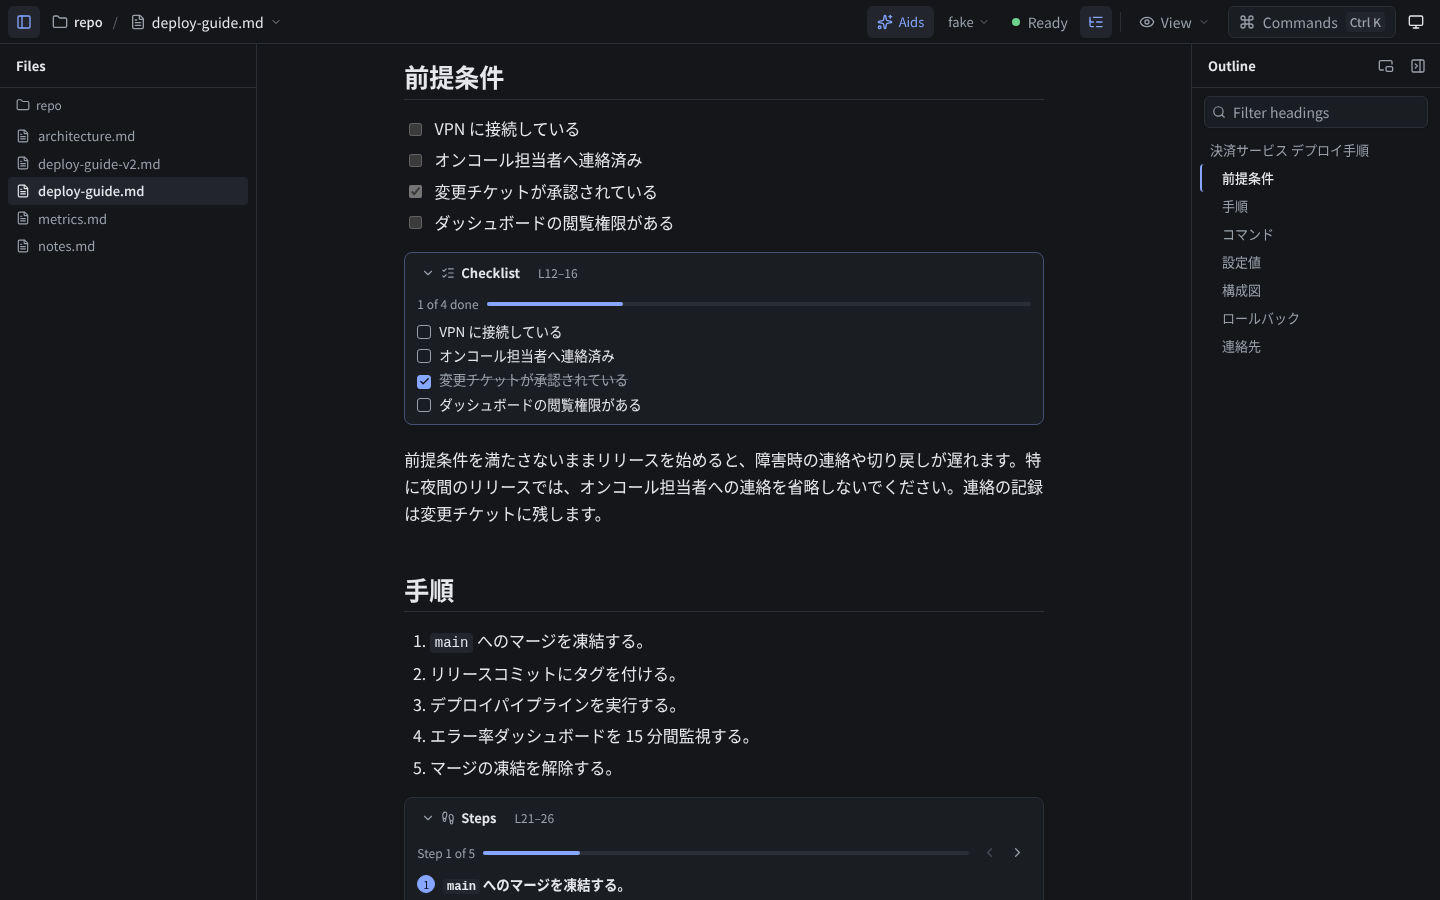 repo / deploy-guide.md
Aids
fake
Ready
View
Commands Ctrl K
Files
repo
architecture.md
deploy-guide-v2.md
deploy-guide.md
metrics.md
notes.md
前提条件
VPN に接続している
オンコール担当者へ連絡済み
変更チケットが承認されている
ダッシュボードの閲覧権限がある
Checklist L12–16
1 of 4 done
VPN に接続している
オンコール担当者へ連絡済み
変更チケットが承認されている
ダッシュボードの閲覧権限がある
前提条件を満たさないままリリースを始めると、障害時の連絡や切り戻しが遅れます。特
に夜間のリリースでは、オンコール担当者への連絡を省略しないでください。連絡の記録
は変更チケットに残します。
手順
1. main へのマージを凍結する。
2. リリースコミットにタグを付ける。
3. デプロイパイプラインを実行する。
4. エラー率ダッシュボードを 15 分間監視する。
5. マージの凍結を解除する。
Steps L21–26
Step 1 of 5
1 main へのマージを凍結する。
Outline
Filter headings
決済サービス デプロイ手順
前提条件
手順
コマンド
設定値
構成図
ロールバック
連絡先